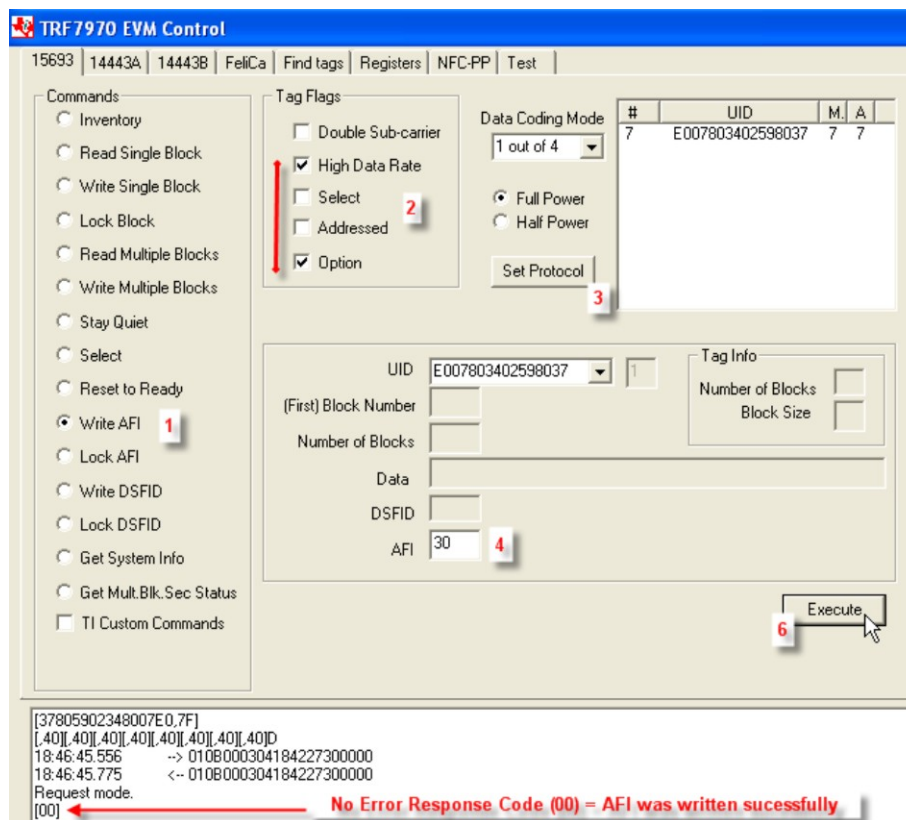 TRF7970 EVM Control
15693 14443A 14443B FeliCa Find tags Registers NFC-PP Test
Commands
Inventory
Read Single Block
Write Single Block
Lock Block
Read Multiple Blocks
Write Multiple Blocks
Stay Quiet
Select
Reset to Ready
Write AFI 1
Lock AFI
Write DSFID
Lock DSFID
Get System Info
Get Mult.Blk.Sec Status
TI Custom Commands
Tag Flags
Double Sub-carrier
High Data Rate
Select
2
Addressed
Option
Data Coding Mode
1 out of 4
Full Power
Half Power
Set Protocol
3
# UID M. A
7 E007803402598037 7 7
UID E007803402598037 1
(First) Block Number
Number of Blocks
Data
DSFID
AFI 30 4
Tag Info
Number of Blocks
Block Size
Execute
6
[37805902348007E0,7F]
[,40][,40][,40][,40][,40][,40][,40][,40]D
18:46:45.556 --> 010B000304184227300000
18:46:45.775 <-- 010B000304184227300000
Request mode.
[00] No Error Response Code (00) = AFI was written sucessfully